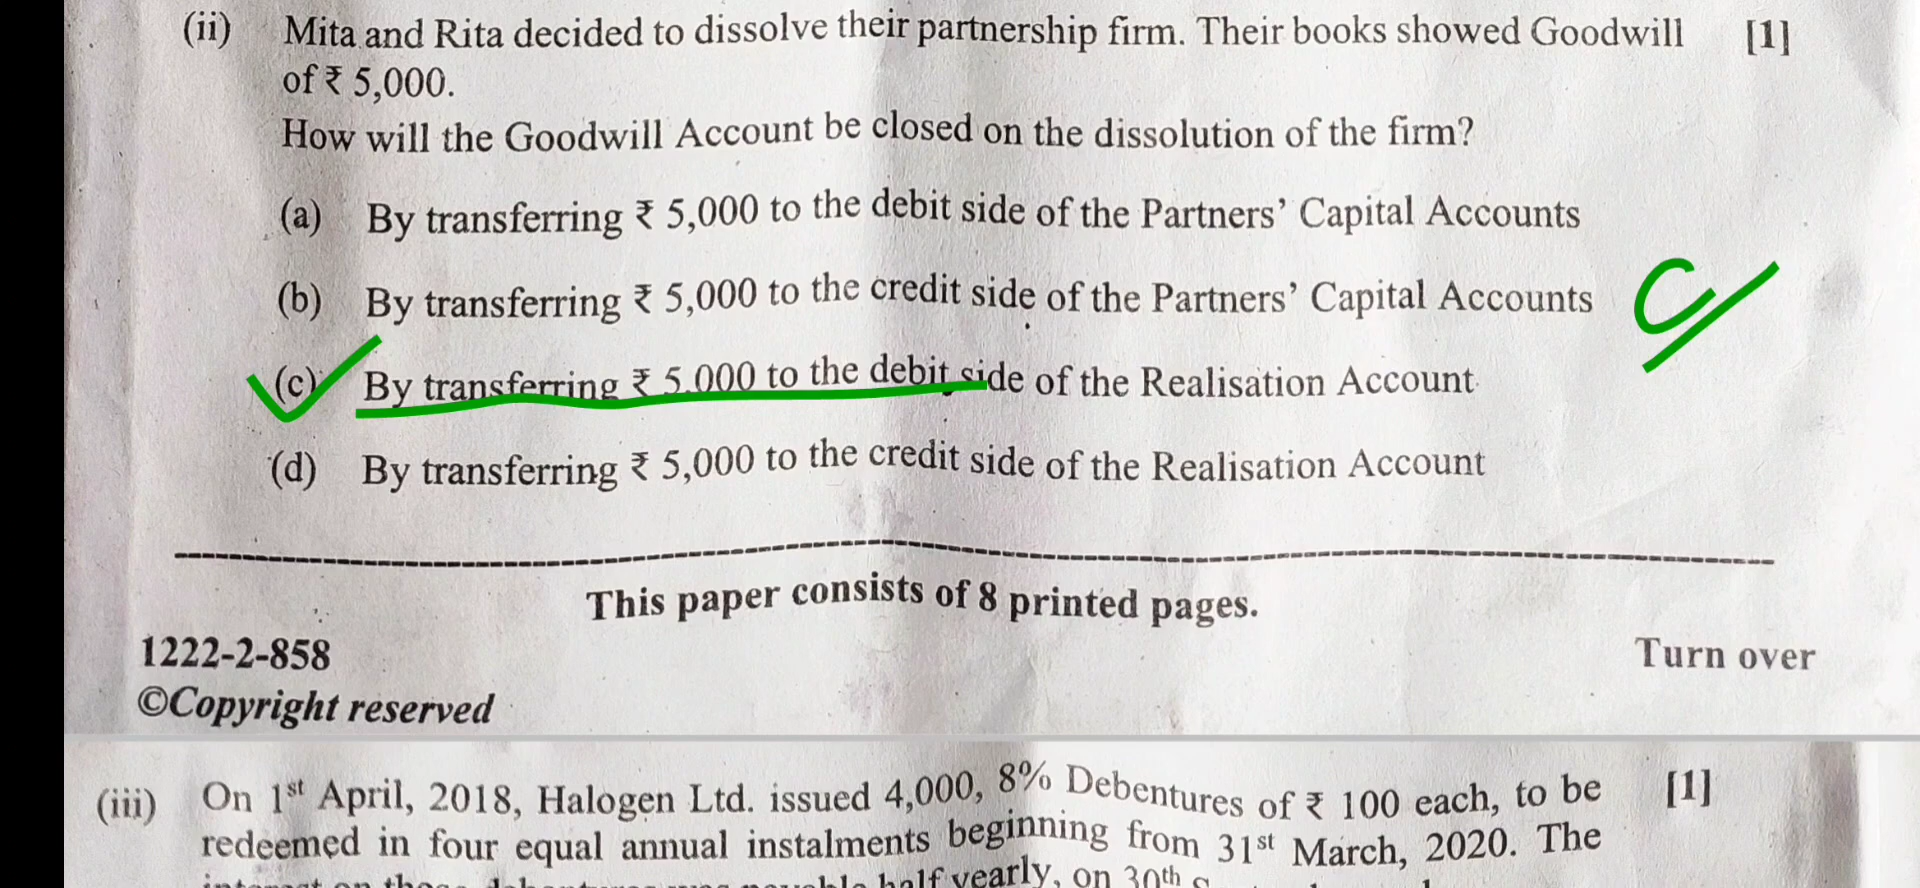 (ii) Mita and Rita decided to dissolve their partnership firm. Their books showed Goodwill [1]
of ₹ 5,000.
How will the Goodwill Account be closed on the dissolution of the firm?
(a) By transferring ₹ 5,000 to the debit side of the Partners' Capital Accounts
(b) By transferring ₹ 5,000 to the credit side of the Partners' Capital Accounts
C
(c) By transferring ₹ 5,000 to the debit side of the Realisation Account
(d) By transferring ₹ 5,000 to the credit side of the Realisation Account
This paper consists of 8 printed pages.
1222-2-858
Turn over
©Copyright reserved
(iii) On 1st April, 2018, Halogen Ltd. issued 4,000, 8% Debentures of ₹ 100 each, to be [1]
redeemed in four equal annual instalments beginning from 31st March, 2020. The
half yearly, on 30th